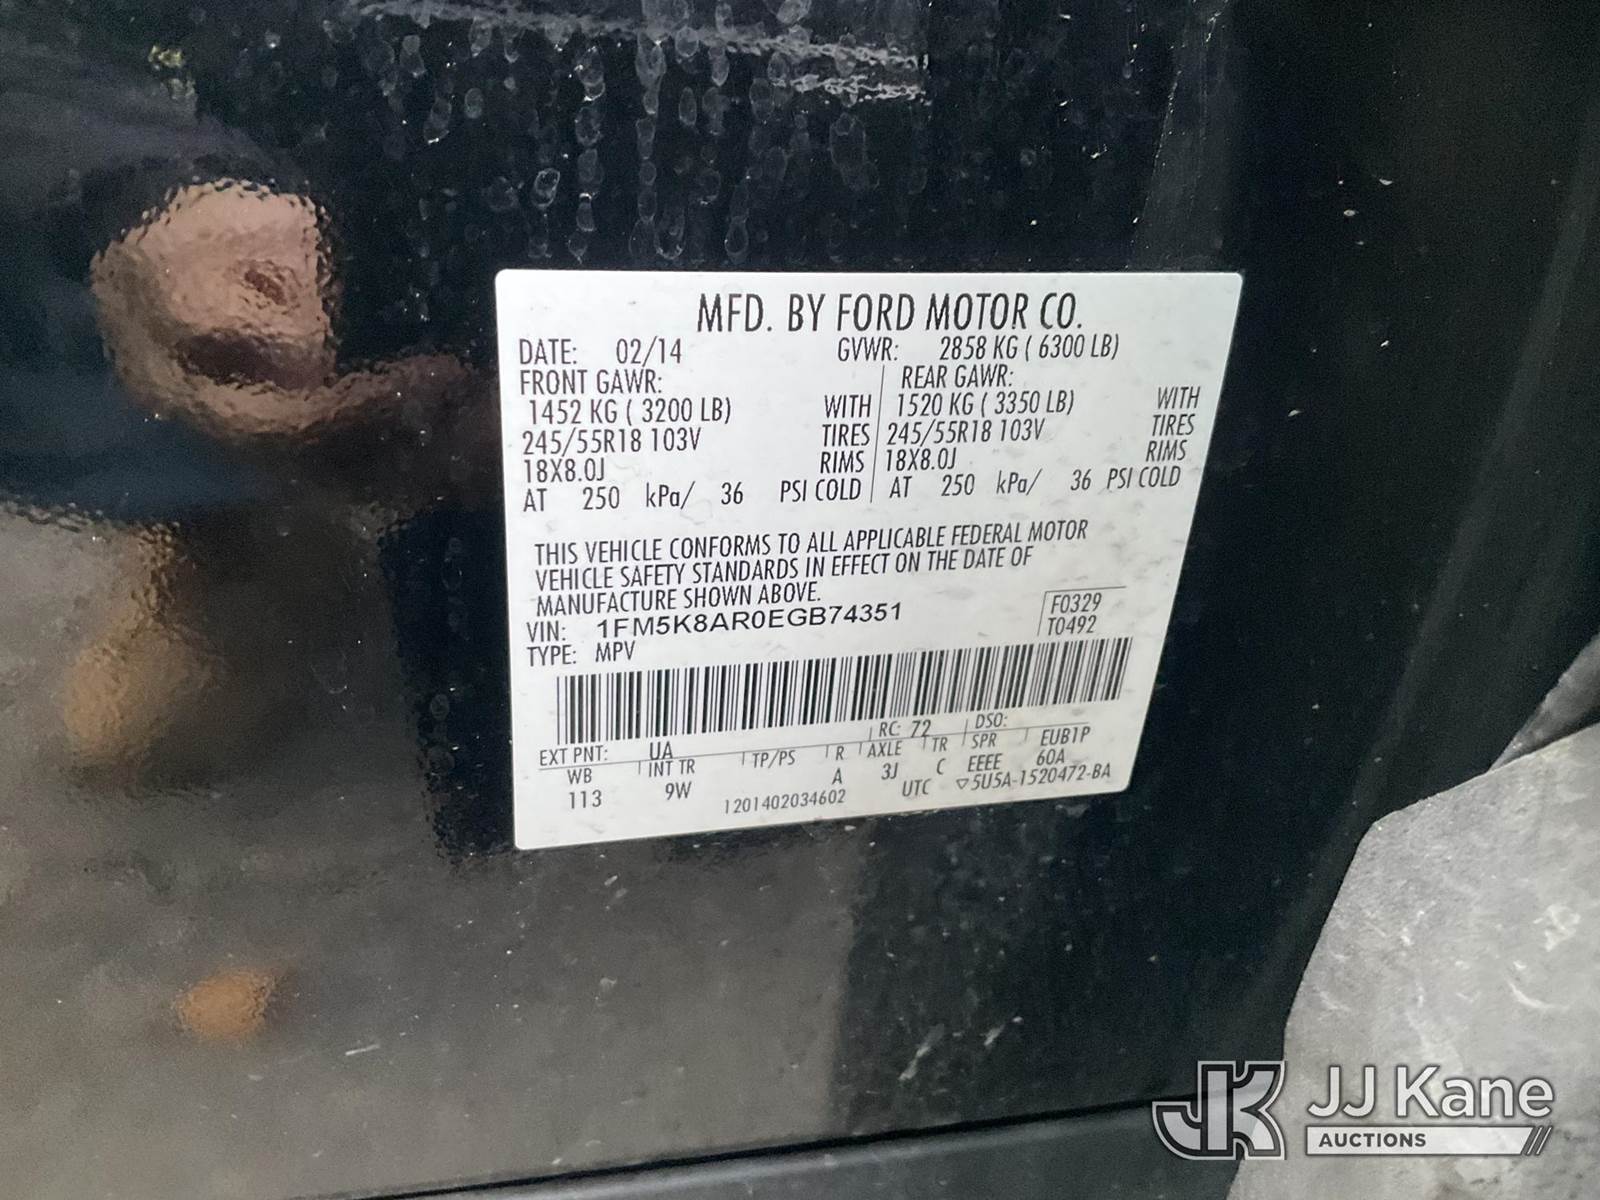 MFD. BY FORD MOTOR CO.
DATE: 02/14 GVWR: 2858 KG ( 6300 LB)
FRONT GAWR: REAR GAWR:
1452 KG ( 3200 LB) WITH 1520 KG ( 3350 LB) WITH
245/55R18 103V TIRES 245/55R18 103V TIRES
18X8.0J RIMS 18X8.0J RIMS
AT 250 kPa/ 36 PSI COLD AT 250 kPa/ 36 PSI COLD
THIS VEHICLE CONFORMS TO ALL APPLICABLE FEDERAL MOTOR
VEHICLE SAFETY STANDARDS IN EFFECT ON THE DATE OF
MANUFACTURE SHOWN ABOVE.
VIN: 1FM5K8AR0EGB74351 F0329
TYPE: MPV T0492
EXT PNT: UA RC: 72 DSO:
WB INT TR TP/PS R AXLE TR SPR EUB1P
113 9W A 3J C EEEE 60A
1201402034602 UTC ▽5U5A-1520472-BA
JK JJ Kane
AUCTIONS